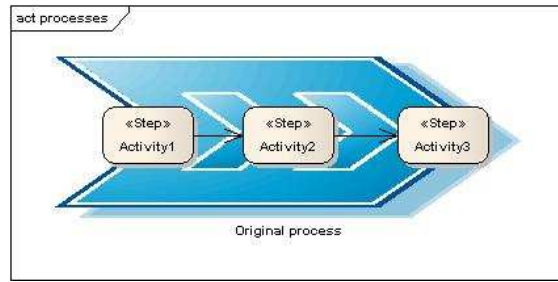 act processes
«Step»
Activity1
«Step»
Activity2
«Step»
Activity3
Original process